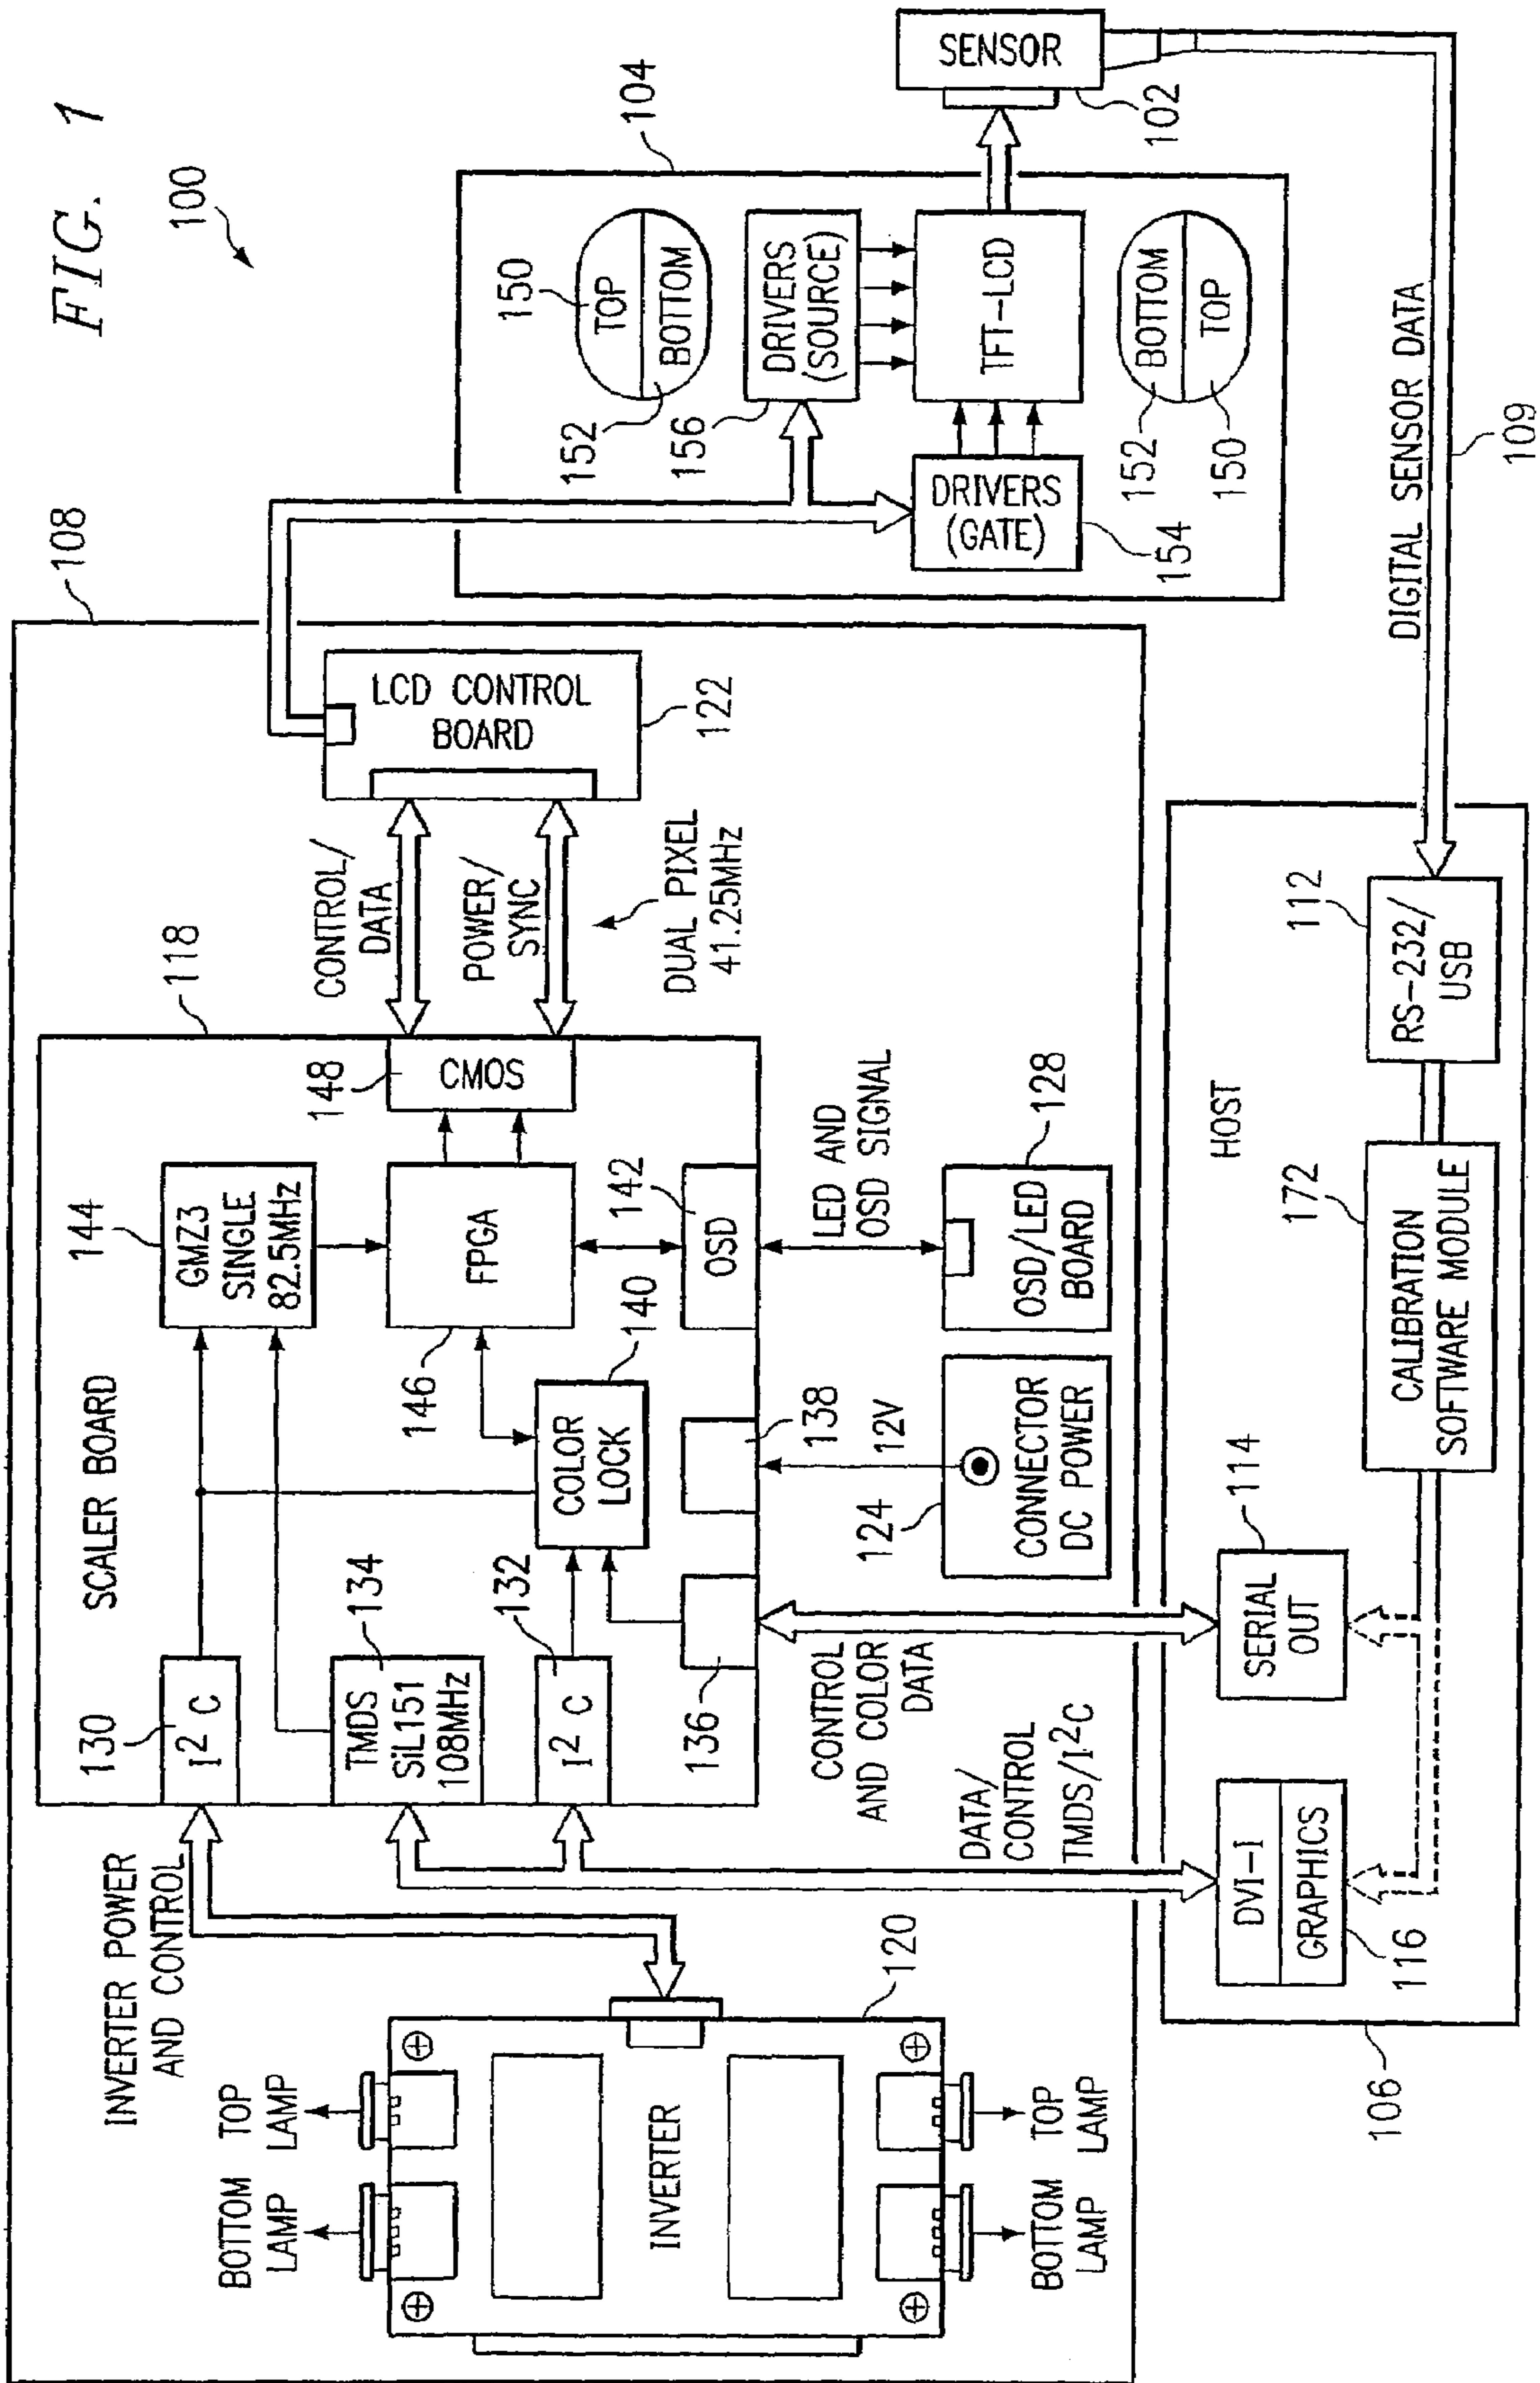 FIG. 1
100
108
INVERTER POWER
AND CONTROL
TOP
LAMP
BOTTOM
LAMP
INVERTER
120
TOP
LAMP
BOTTOM
LAMP
SCALER BOARD
118
130
I² C
134
TMDS
SiL151
108MHz
132
I² C
136
138
COLOR
LOCK
140
144
GMZ3
SINGLE
82.5MHz
146
FPGA
142
OSD
148
CMOS
CONTROL/
DATA
POWER/
SYNC
DUAL PIXEL
41.25MHz
LCD CONTROL
BOARD
122
LED AND
OSD SIGNAL
128
OSD/LED
BOARD
12V
124
CONNECTOR
DC POWER
CONTROL
AND COLOR
DATA
DATA/
CONTROL
TMDS/I²C
104
150
TOP
BOTTOM
152
156
DRIVERS
(SOURCE)
TFT-LCD
DRIVERS
(GATE)
154
152
BOTTOM
TOP
150
SENSOR
102
DIGITAL SENSOR DATA
109
HOST
106
DVI-I
GRAPHICS
116
114
SERIAL
OUT
172
CALIBRATION
SOFTWARE MODULE
112
RS-232/
USB